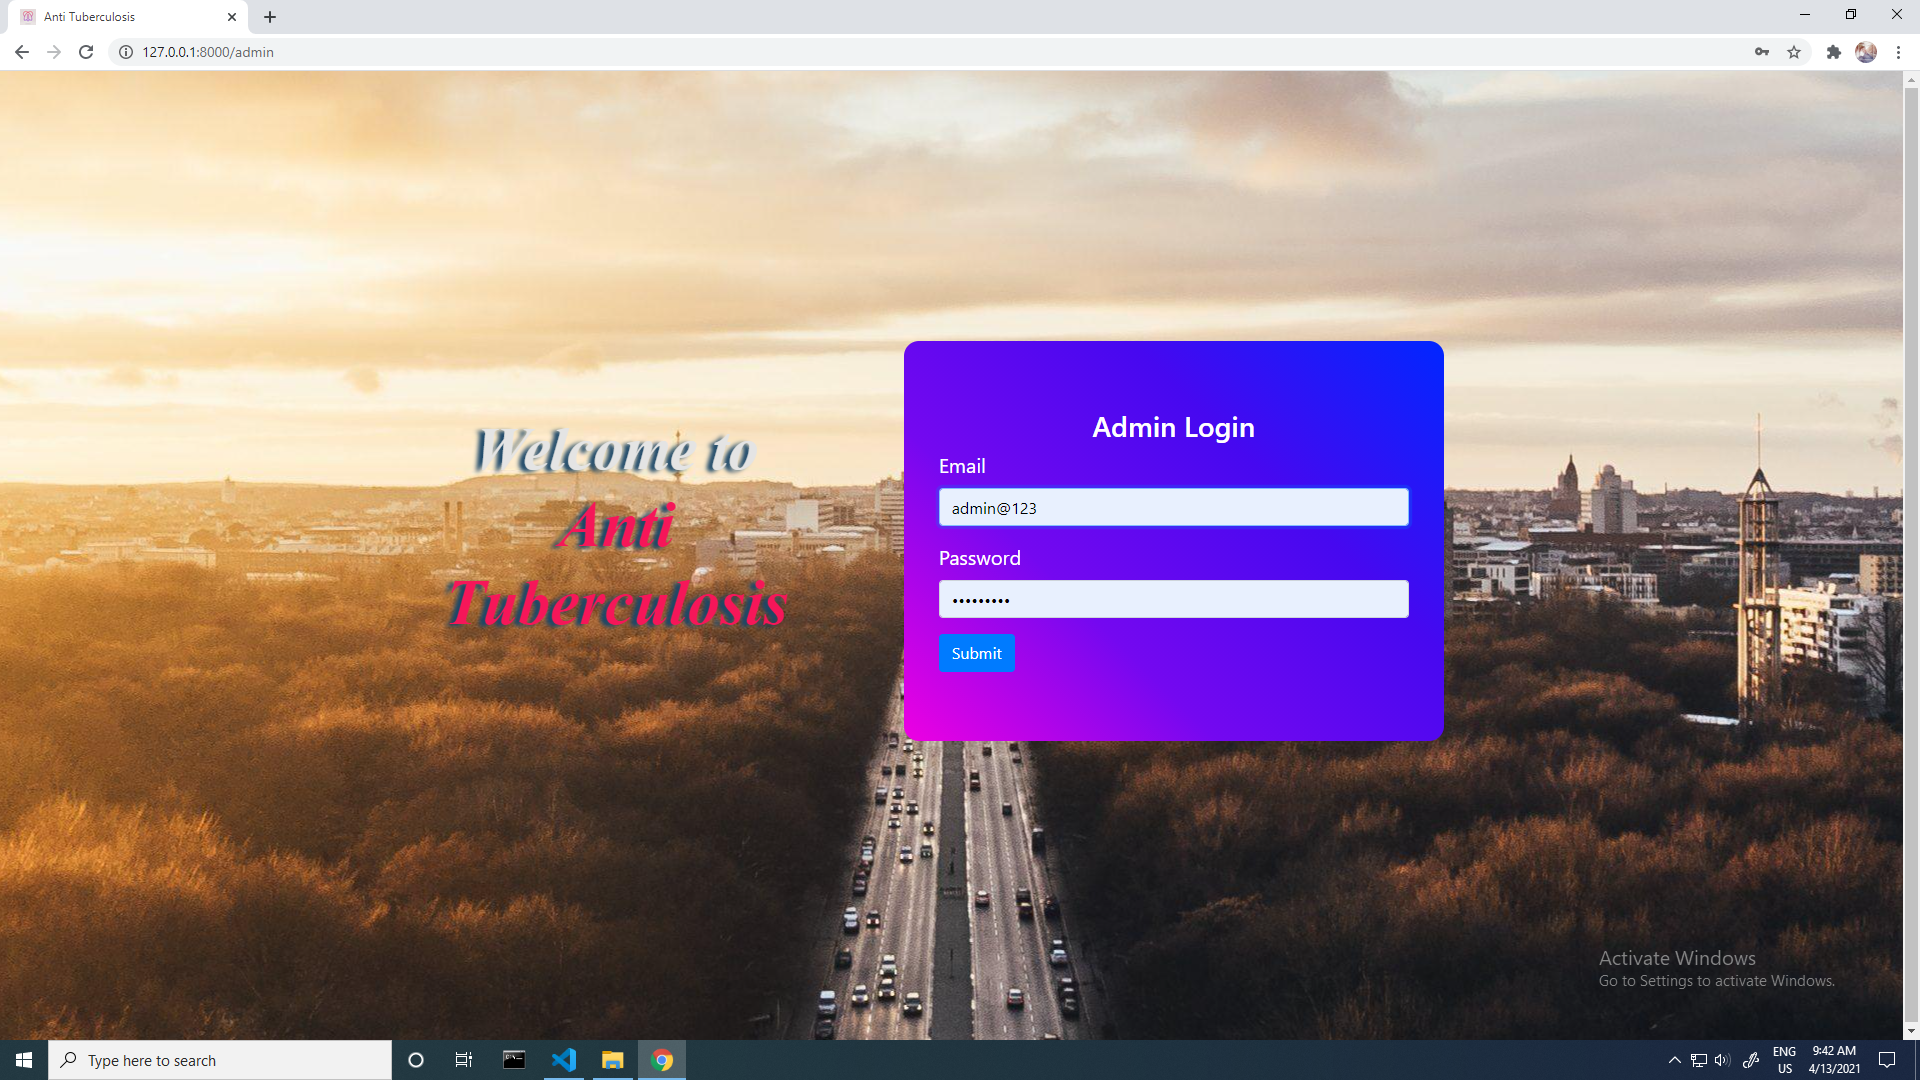 Anti Tuberculosis
127.0.0.1:8000/admin
Welcome to
Anti
Tuberculosis
Admin Login
Email
admin@123
Password
•••••••••
Submit
Activate Windows
Go to Settings to activate Windows.
Type here to search
ENG
US
9:42 AM
4/13/2021